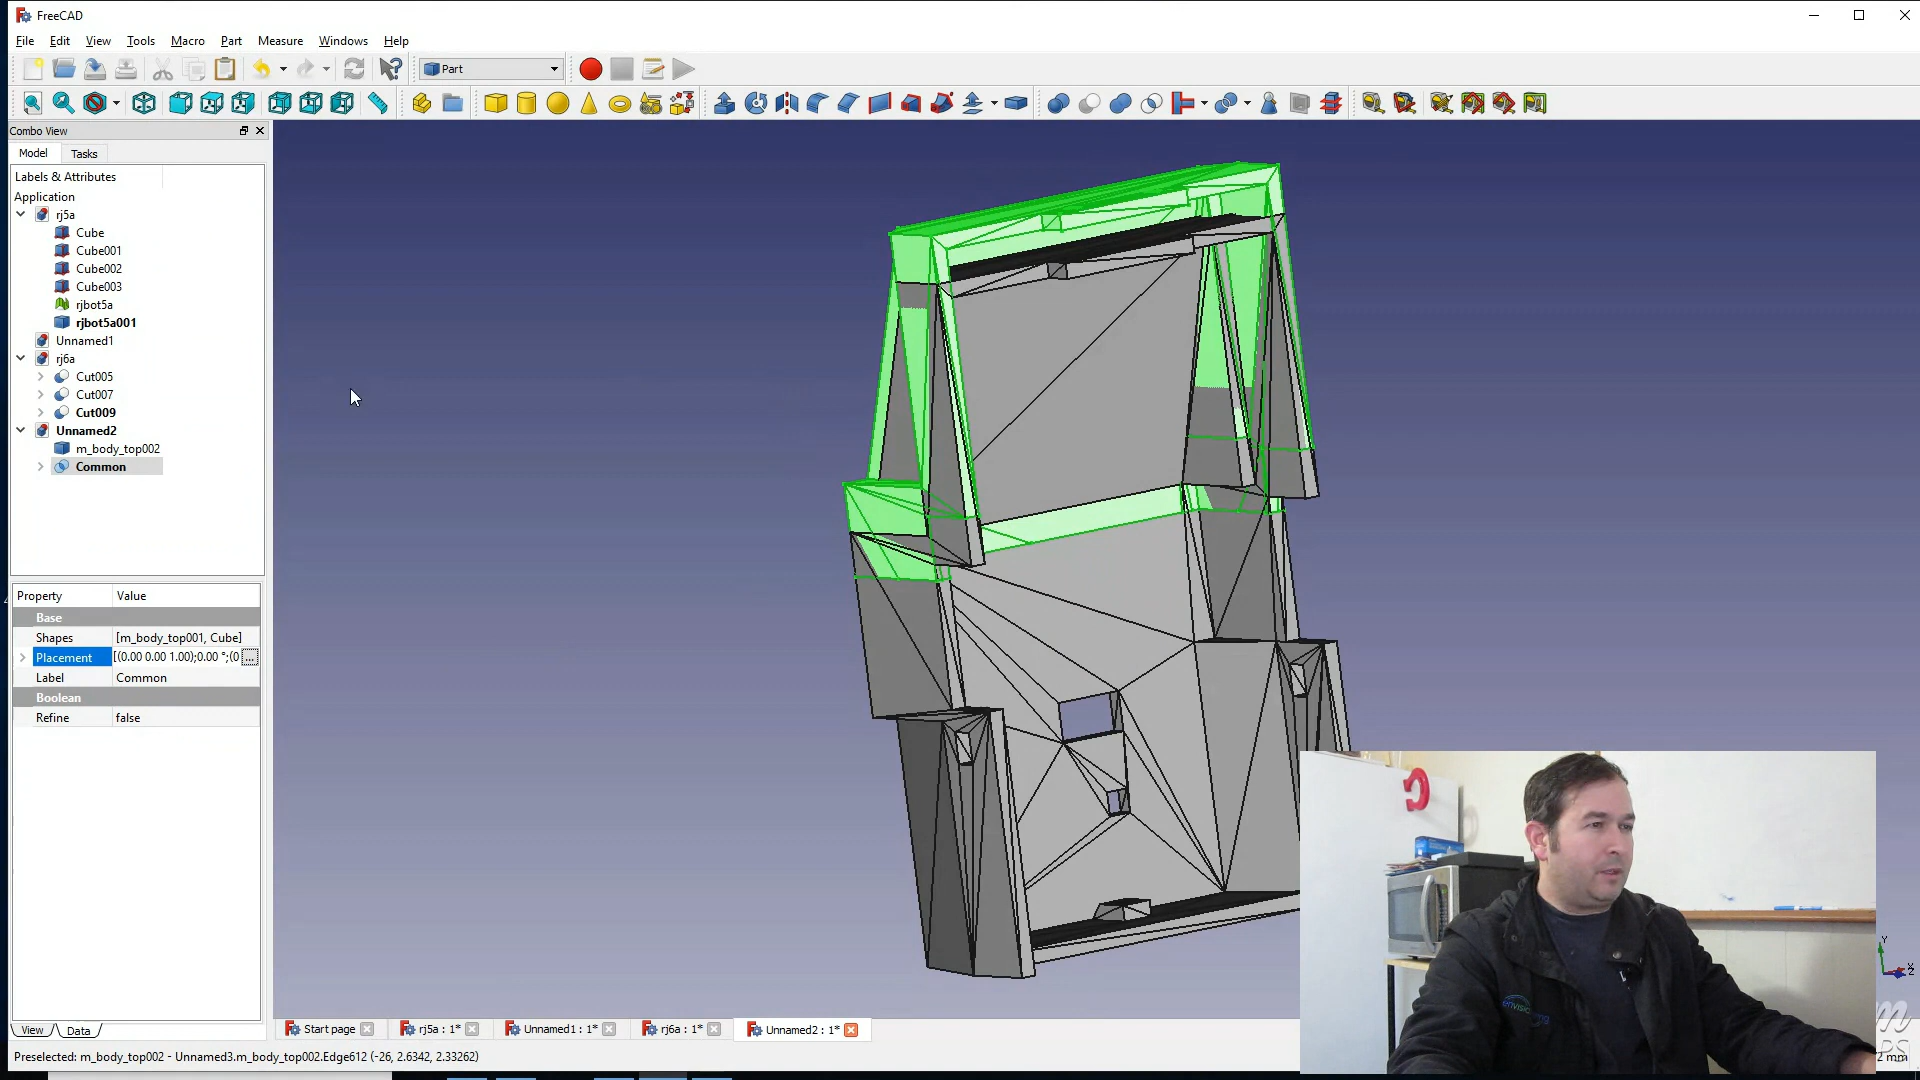 FreeCAD
File Edit View Tools Macro Part Measure Windows Help
Part
Combo View
Model Tasks
Labels & Attributes
Application
rj5a
Cube
Cube001
Cube002
Cube003
rjbot5a
rjbot5a001
Unnamed1
rj6a
Cut005
Cut007
Cut009
Unnamed2
m_body_top002
Common
Property Value
Base
Shapes [m_body_top001, Cube]
Placement [(0.00 0.00 1.00);0.00 °;(0 ...
Label Common
Boolean
Refine false
View Data
Start page rj5a : 1* Unnamed1 : 1* rj6a : 1* Unnamed2 : 1*
Preselected: m_body_top002 - Unnamed3.m_body_top002.Edge612 (-26, 2.6342, 2.33262)
2 mm
Y
X
Z